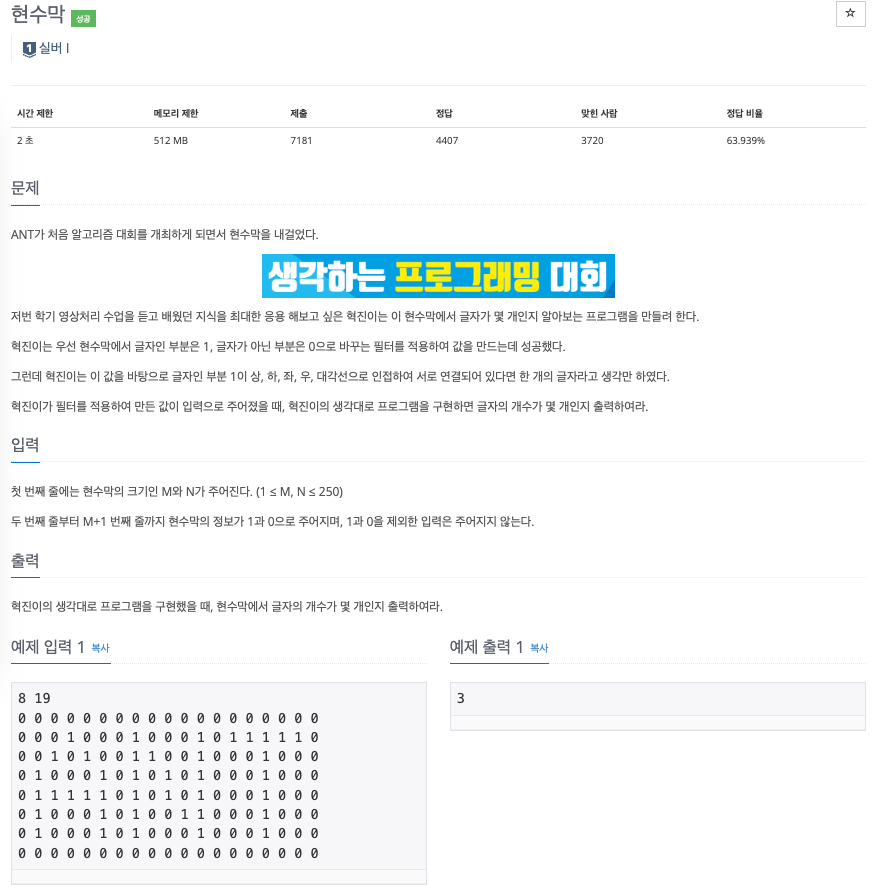 현수막 성공
☆
1 실버 I
시간 제한 메모리 제한 제출 정답 맞힌 사람 정답 비율
2 초 512 MB 7181 4407 3720 63.939%
문제
ANT가 처음 알고리즘 대회를 개최하게 되면서 현수막을 내걸었다.
생각하는 프로그래밍 대회
저번 학기 영상처리 수업을 듣고 배웠던 지식을 최대한 응용 해보고 싶은 혁진이는 이 현수막에서 글자가 몇 개인지 알아보는 프로그램을 만들려 한다.
혁진이는 우선 현수막에서 글자인 부분은 1, 글자가 아닌 부분은 0으로 바꾸는 필터를 적용하여 값을 만드는데 성공했다.
그런데 혁진이는 이 값을 바탕으로 글자인 부분 1이 상, 하, 좌, 우, 대각선으로 인접하여 서로 연결되어 있다면 한 개의 글자라고 생각만 하였다.
혁진이가 필터를 적용하여 만든 값이 입력으로 주어졌을 때, 혁진이의 생각대로 프로그램을 구현하면 글자의 개수가 몇 개인지 출력하여라.
입력
첫 번째 줄에는 현수막의 크기인 M와 N가 주어진다. (1 ≤ M, N ≤ 250)
두 번째 줄부터 M+1 번째 줄까지 현수막의 정보가 1과 0으로 주어지며, 1과 0을 제외한 입력은 주어지지 않는다.
출력
혁진이의 생각대로 프로그램을 구현했을 때, 현수막에서 글자의 개수가 몇 개인지 출력하여라.
예제 입력 1 복사
8 19
0 0 0 0 0 0 0 0 0 0 0 0 0 0 0 0 0 0 0
0 0 0 1 0 0 0 1 0 0 0 1 0 1 1 1 1 1 0
0 0 1 0 1 0 0 1 1 0 0 1 0 0 0 1 0 0 0
0 1 0 0 0 1 0 1 0 1 0 1 0 0 0 1 0 0 0
0 1 1 1 1 1 0 1 0 1 0 1 0 0 0 1 0 0 0
0 1 0 0 0 1 0 1 0 0 1 1 0 0 0 1 0 0 0
0 1 0 0 0 1 0 1 0 0 0 1 0 0 0 1 0 0 0
0 0 0 0 0 0 0 0 0 0 0 0 0 0 0 0 0 0 0
예제 출력 1 복사
3